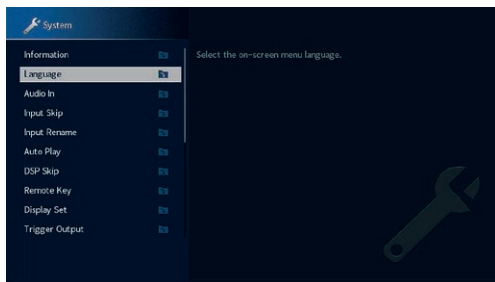 System
Information
Language
Select the on-screen menu language.
Audio In
Input Skip
Input Rename
Auto Play
DSP Skip
Remote Key
Display Set
Trigger Output